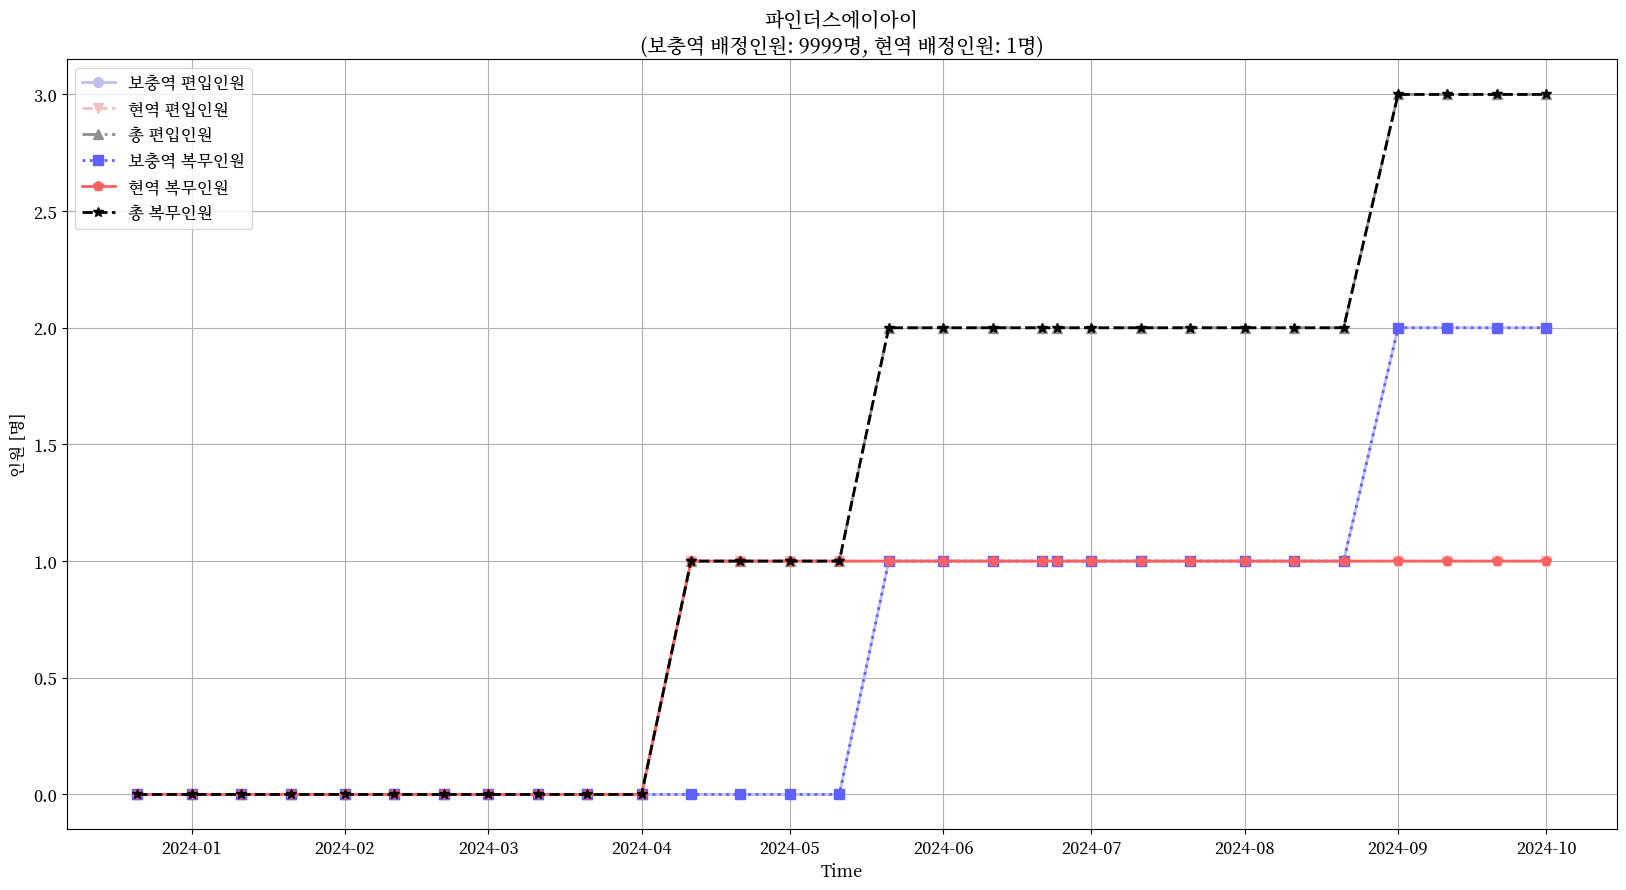 파인더스에이아이
(보충역 배정인원: 9999명, 현역 배정인원: 1명)
보충역 편입인원
현역 편입인원
총 편입인원
보충역 복무인원
현역 복무인원
총 복무인원
3.0
2.5
2.0
1.5
1.0
0.5
0.0
인원 [명]
2024-01
2024-02
2024-03
2024-04
2024-05
2024-06
2024-07
2024-08
2024-09
2024-10
Time